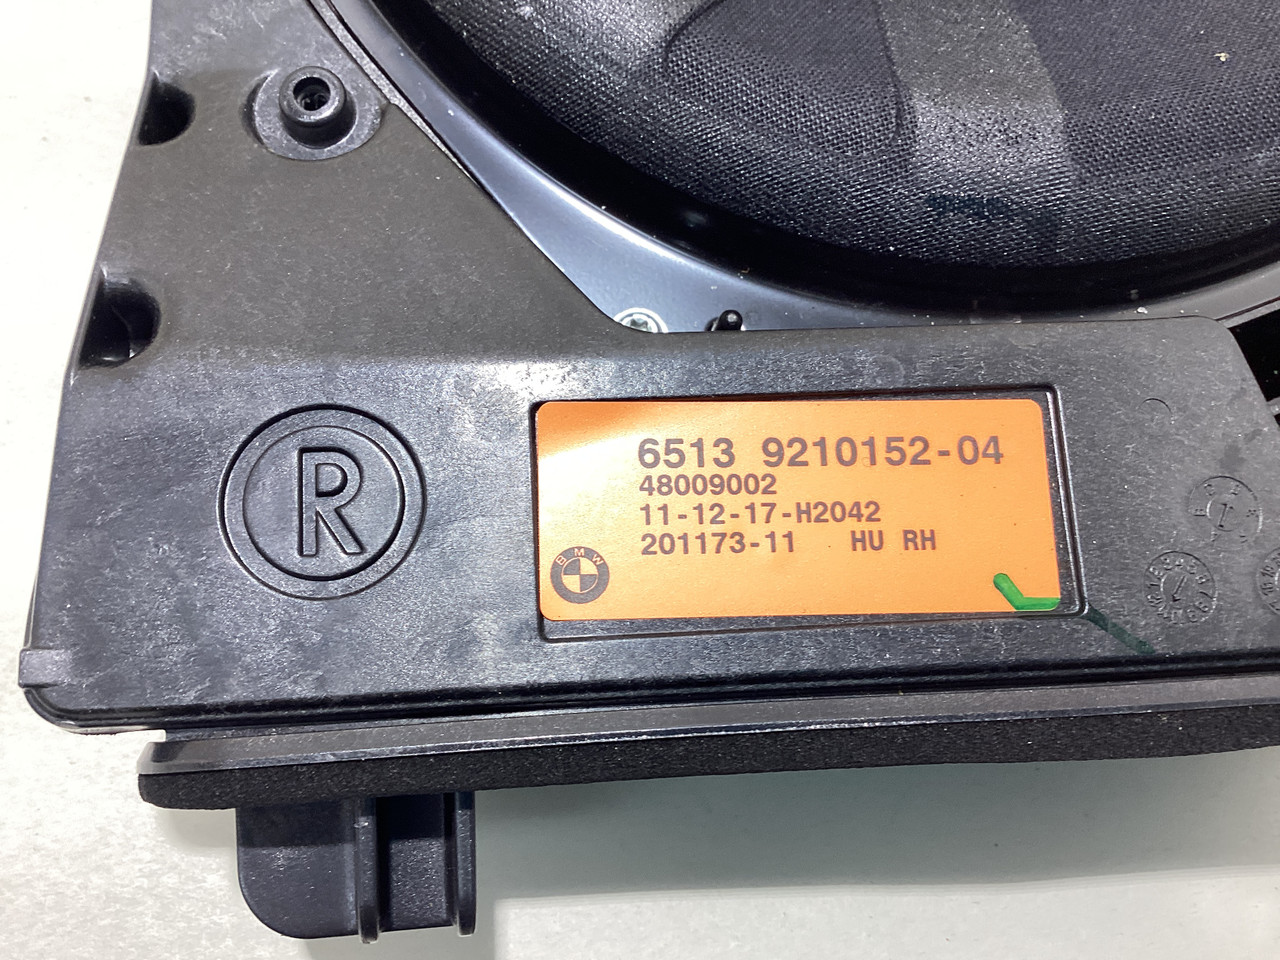 6513 9210152-04
48009002
11-12-17-H2042
201173-11 HU RH
BMW
R